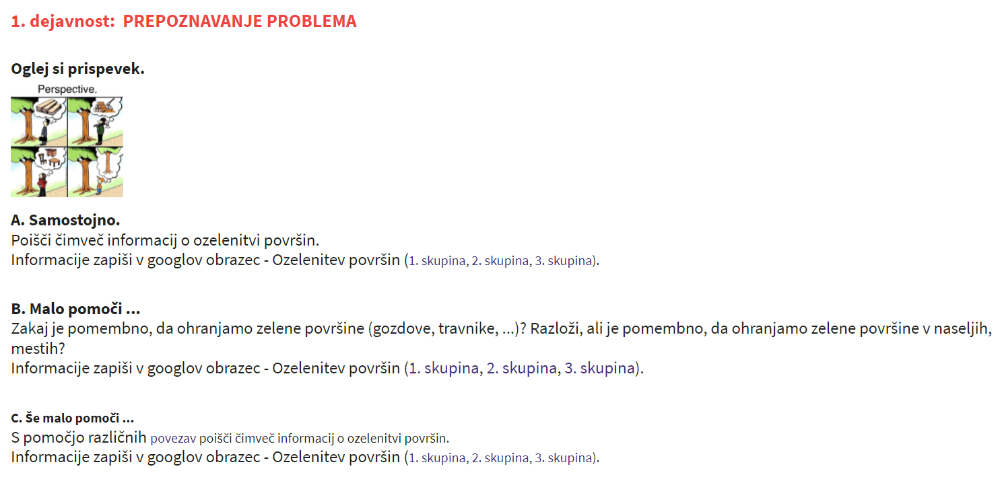 1. dejavnost: PREPOZNAVANJE PROBLEMA
Oglej si prispevek.
Perspective.
A. Samostojno.
Poišči čimveč informacij o ozelenitvi površin.
Informacije zapiši v googlov obrazec - Ozelenitev površin (1. skupina, 2. skupina, 3. skupina).
B. Malo pomoči ...
Zakaj je pomembno, da ohranjamo zelene površine (gozdove, travnike, ...)? Razloži, ali je pomembno, da ohranjamo zelene površine v naseljih,
mestih?
Informacije zapiši v googlov obrazec - Ozelenitev površin (1. skupina, 2. skupina, 3. skupina).
C. Še malo pomoči ...
S pomočjo različnih povezav poišči čimveč informacij o ozelenitvi površin.
Informacije zapiši v googlov obrazec - Ozelenitev površin (1. skupina, 2. skupina, 3. skupina).